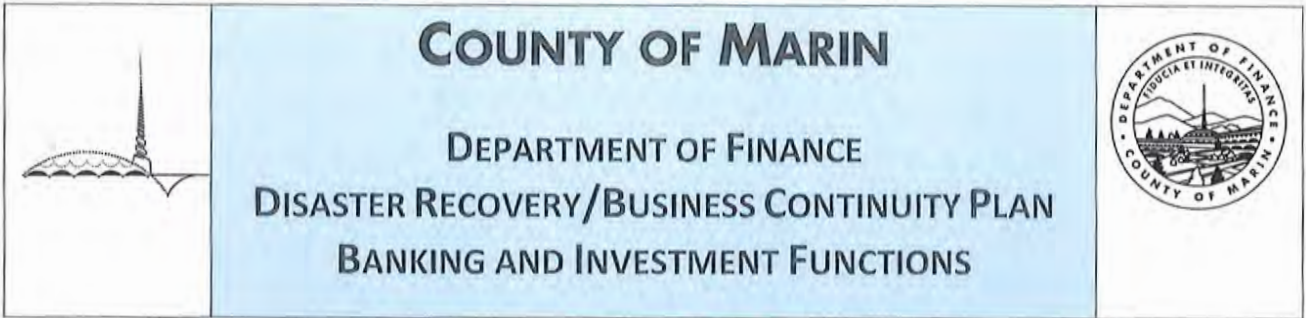 COUNTY OF MARIN
DEPARTMENT OF FINANCE
DISASTER RECOVERY/BUSINESS CONTINUITY PLAN
BANKING AND INVESTMENT FUNCTIONS
DEPARTMENT OF FINANCE
FIDUCIA ET INTEGRITAS
COUNTY OF MARIN